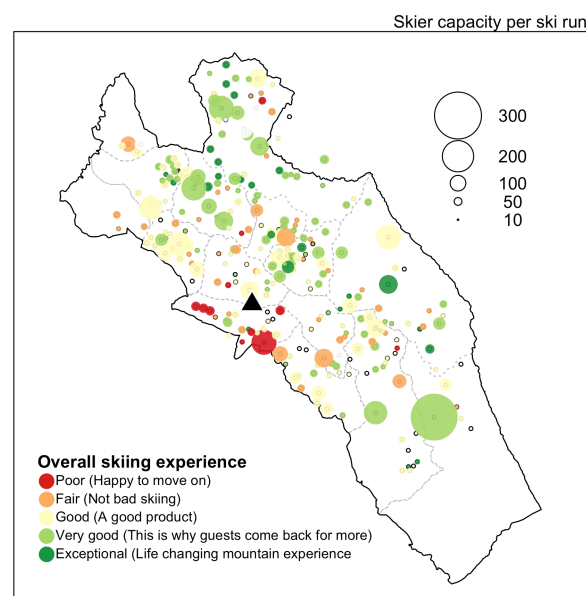 Skier capacity per ski run
300
200
100
50
10
Overall skiing experience
Poor (Happy to move on)
Fair (Not bad skiing)
Good (A good product)
Very good (This is why guests come back for more)
Exceptional (Life changing mountain experience